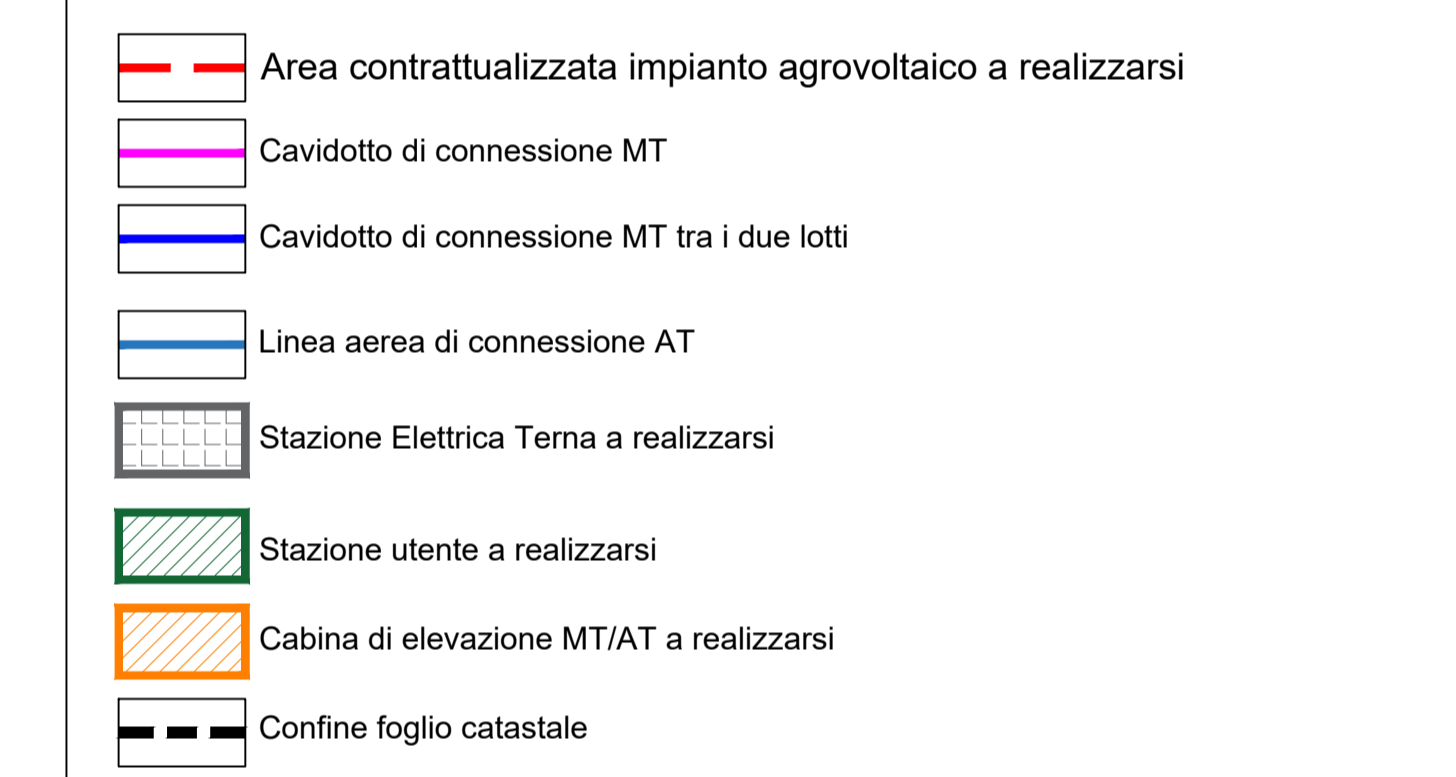 Area contrattualizzata impianto agrovoltaico a realizzarsi
Cavidotto di connessione MT
Cavidotto di connessione MT tra i due lotti
Linea aerea di connessione AT
Stazione Elettrica Terna a realizzarsi
Stazione utente a realizzarsi
Cabina di elevazione MT/AT a realizzarsi
Confine foglio catastale